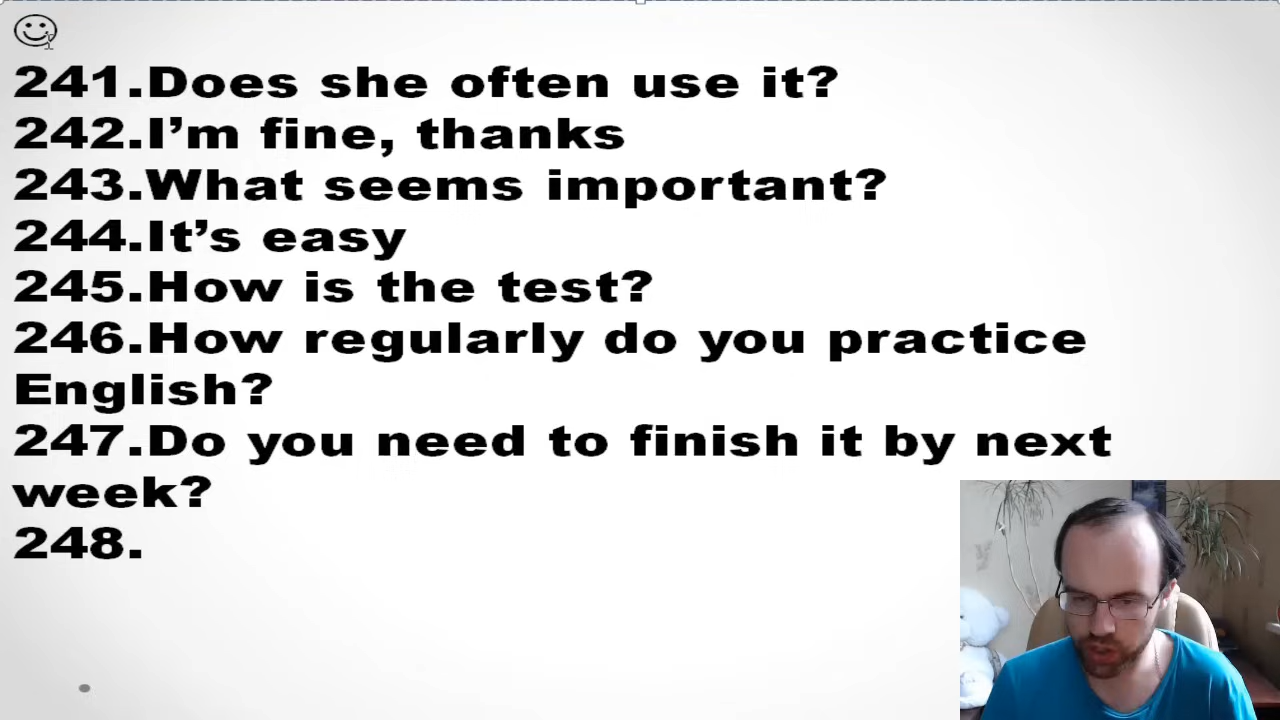 241.Does she often use it?
242.I’m fine, thanks
243.What seems important?
244.It’s easy
245.How is the test?
246.How regularly do you practice
English?
247.Do you need to finish it by next
week?
248.